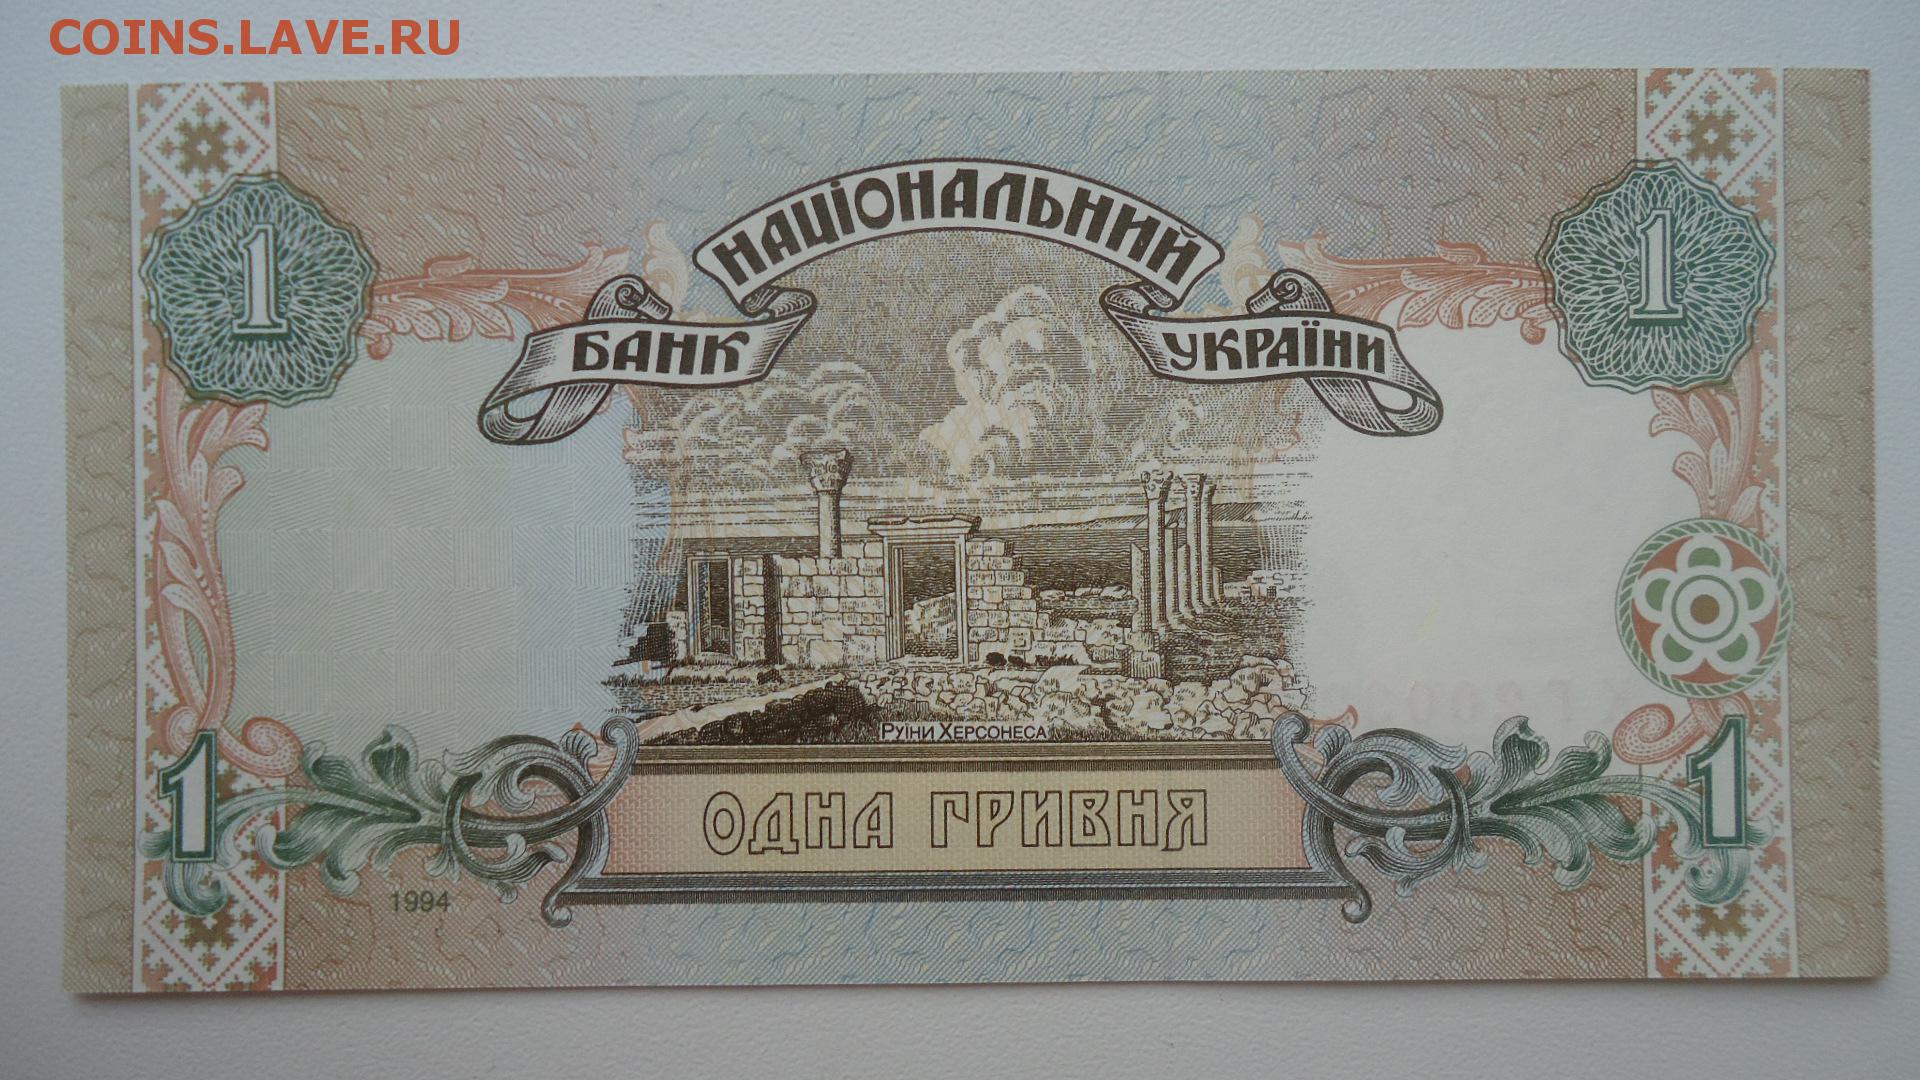 COINS.LAVE.RU
НАЦІОНАЛЬНИЙ
БАНК УКРАЇНИ
1 1
Руїни Херсонеса
1 1
ОДНА ГРИВНЯ
1994